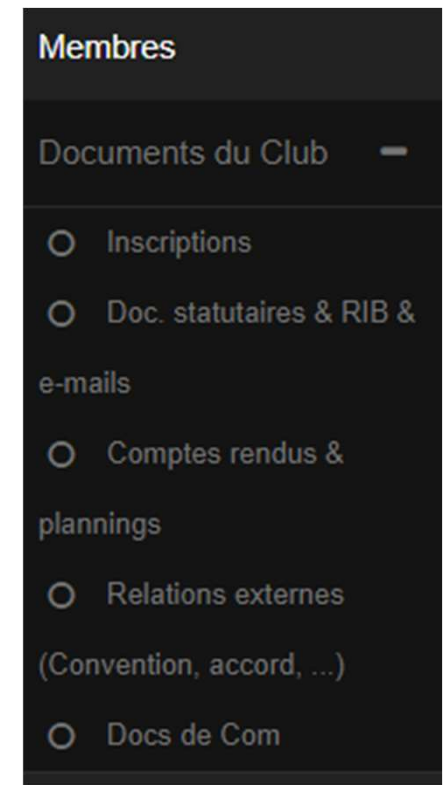 Membres
Documents du Club
Inscriptions
Doc. statutaires & RIB &
e-mails
Comptes rendus &
plannings
Relations externes
(Convention, accord, ...)
Docs de Com